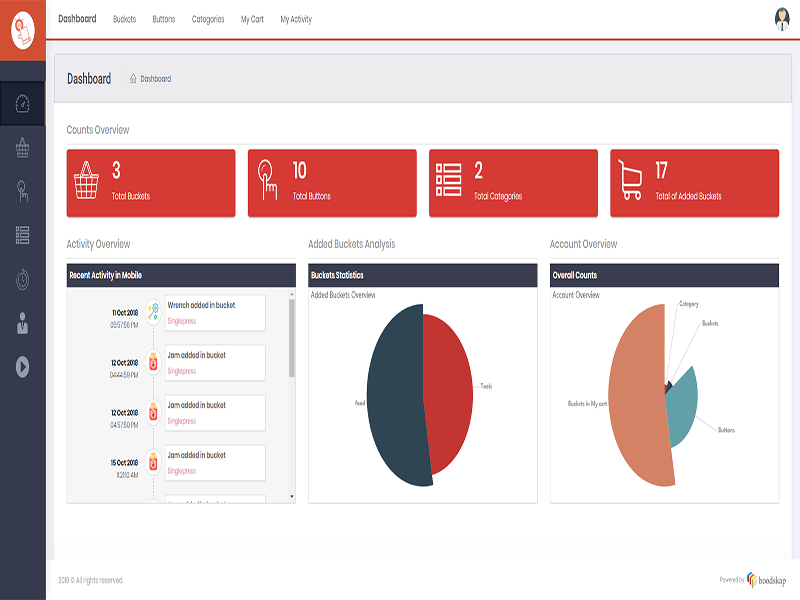 Dashboard Buckets Buttons Categories My Cart My Activity
Dashboard Dashboard
Counts Overview
3
Total Buckets
10
Total Buttons
2
Total Categories
17
Total of Added Buckets
Activity Overview
Recent Activity in Mobile
11 Oct 2018
05:57:56 PM
Wrench added in bucket
Singlepress
12 Oct 2018
04:44:59 PM
Jam added in bucket
Singlepress
12 Oct 2018
04:57:50 PM
Jam added in bucket
Singlepress
15 Oct 2018
11:21:10 AM
Jam added in bucket
Singlepress
Added Buckets Analysis
Buckets Statistics
Added Buckets Overview
food
Tools
Account Overview
Overall Counts
Account Overview
Category
Buckets
Buckets in My cart
Buttons
2019 © All rights reserved.
Powered by boodskap